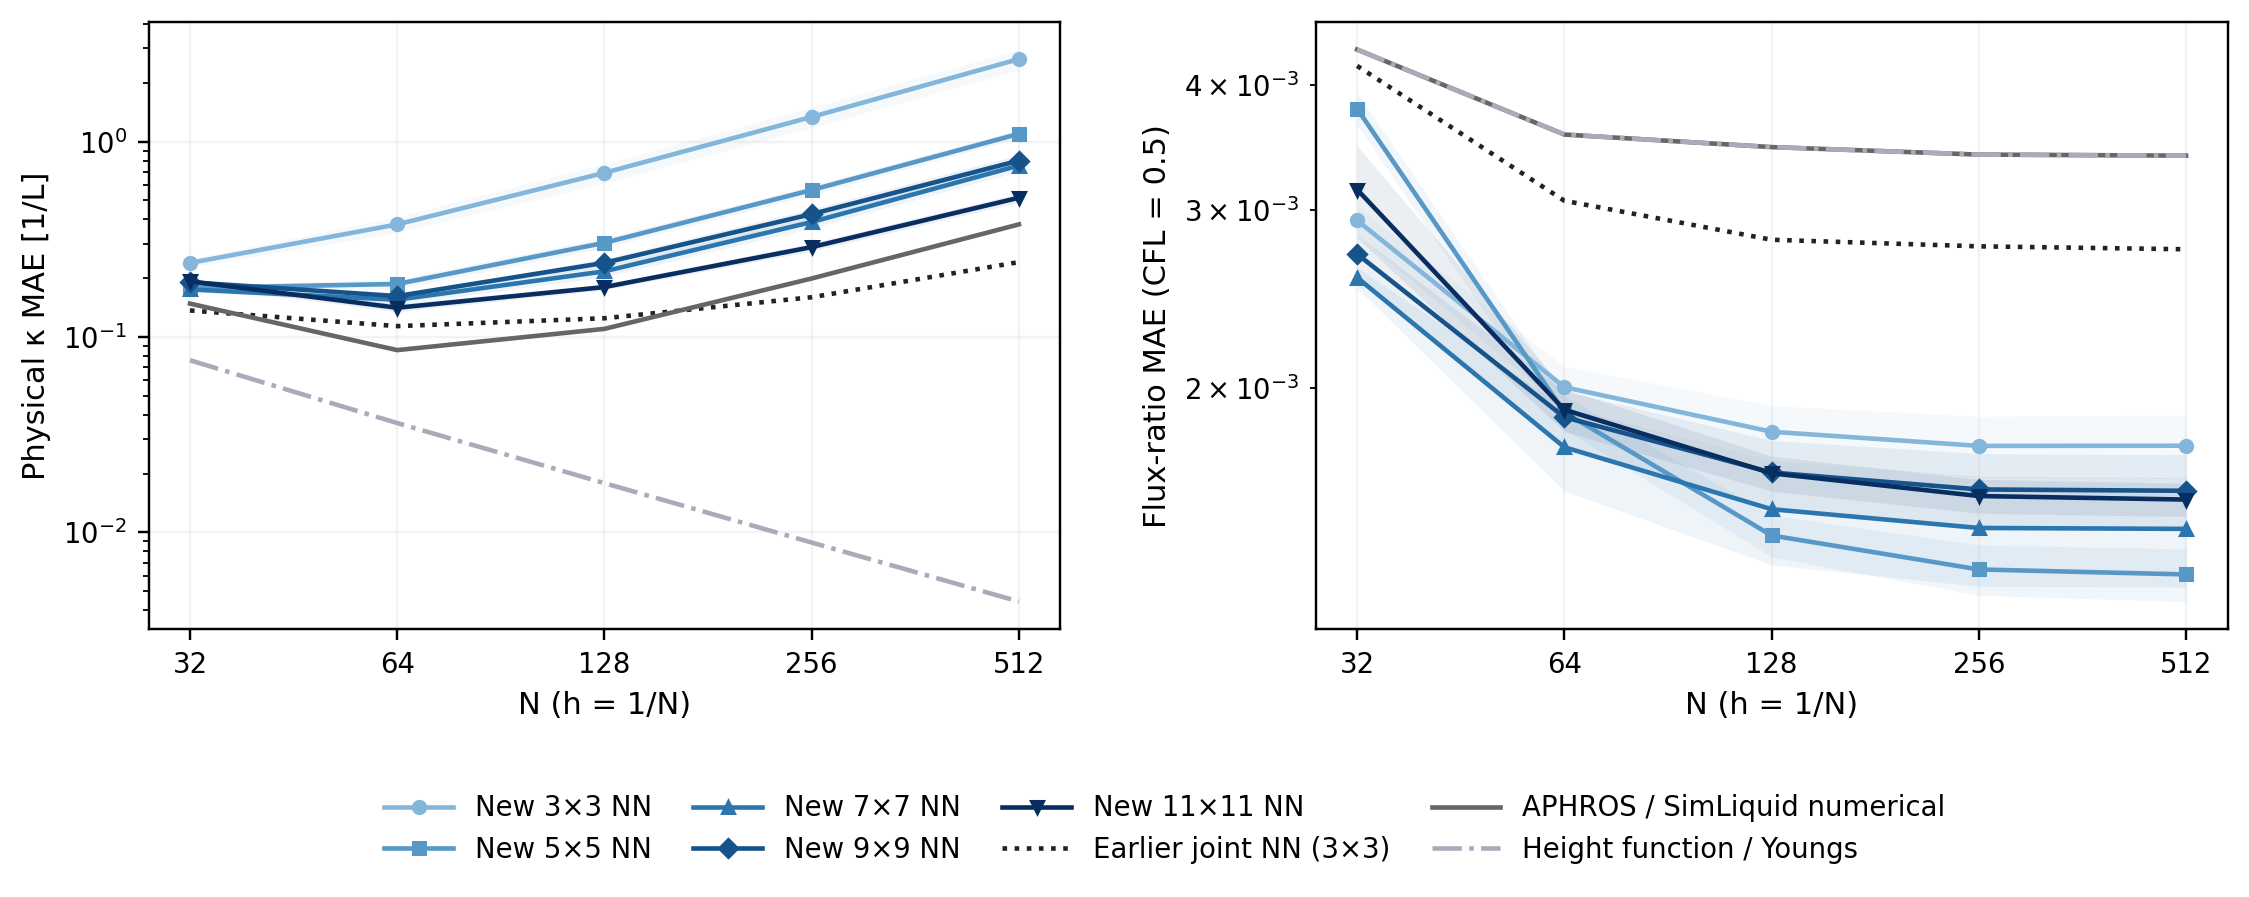 Physical κ MAE [1/L]
10⁰
10⁻¹
10⁻²
32 64 128 256 512
N (h = 1/N)
Flux-ratio MAE (CFL = 0.5)
4 × 10⁻³
3 × 10⁻³
2 × 10⁻³
32 64 128 256 512
N (h = 1/N)
New 3×3 NN
New 5×5 NN
New 7×7 NN
New 9×9 NN
New 11×11 NN
Earlier joint NN (3×3)
APHROS / SimLiquid numerical
Height function / Youngs